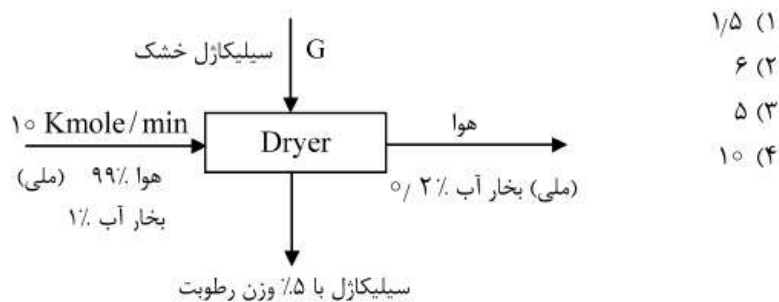 ۱) ۱/۵
۲) ۶
۳) ۵
۴) ۱۰
سیلیکاژل خشک G
۱۰ Kmole/min
Dryer
هوا
هوا ۹۹٪ (ملی)
بخار آب ۱٪
(ملی) بخار آب ۰/۲٪
سیلیکاژل با ۵٪ وزن رطوبت